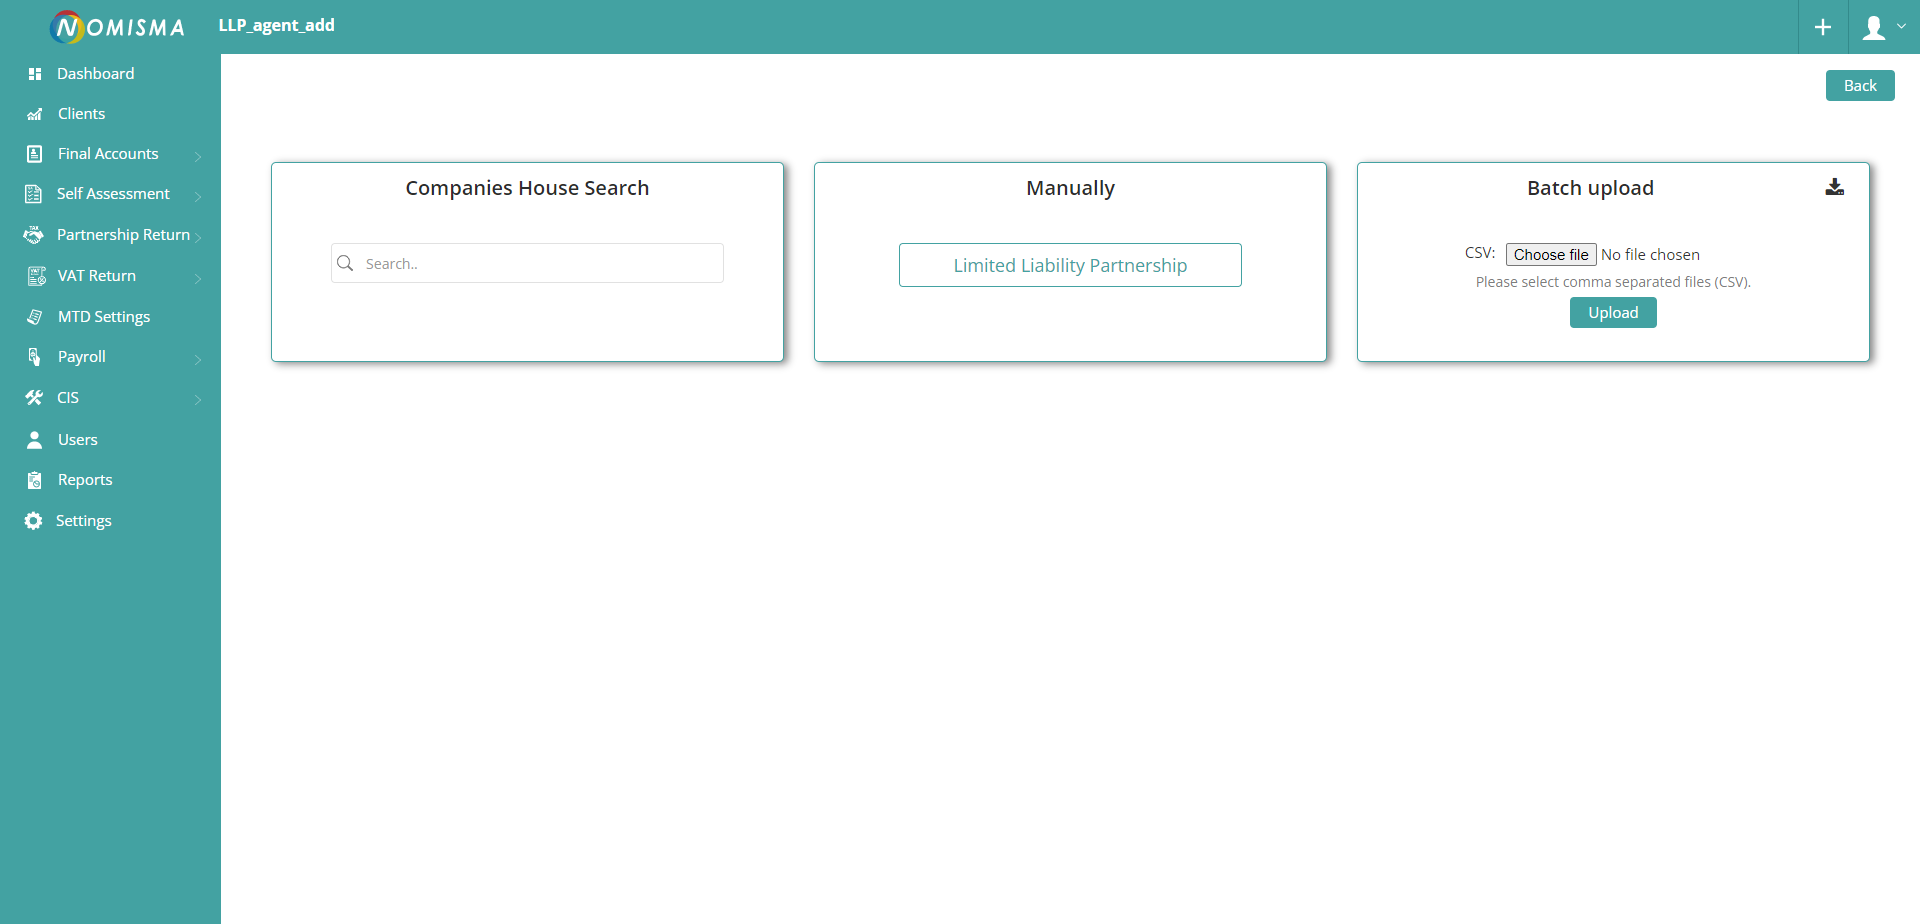 NOMISMA
LLP_agent_add
Dashboard
Clients
Final Accounts
Self Assessment
Partnership Return
VAT Return
MTD Settings
Payroll
CIS
Users
Reports
Settings
Back
Companies House Search
Search..
Manually
Limited Liability Partnership
Batch upload
CSV: Choose file No file chosen
Please select comma separated files (CSV).
Upload